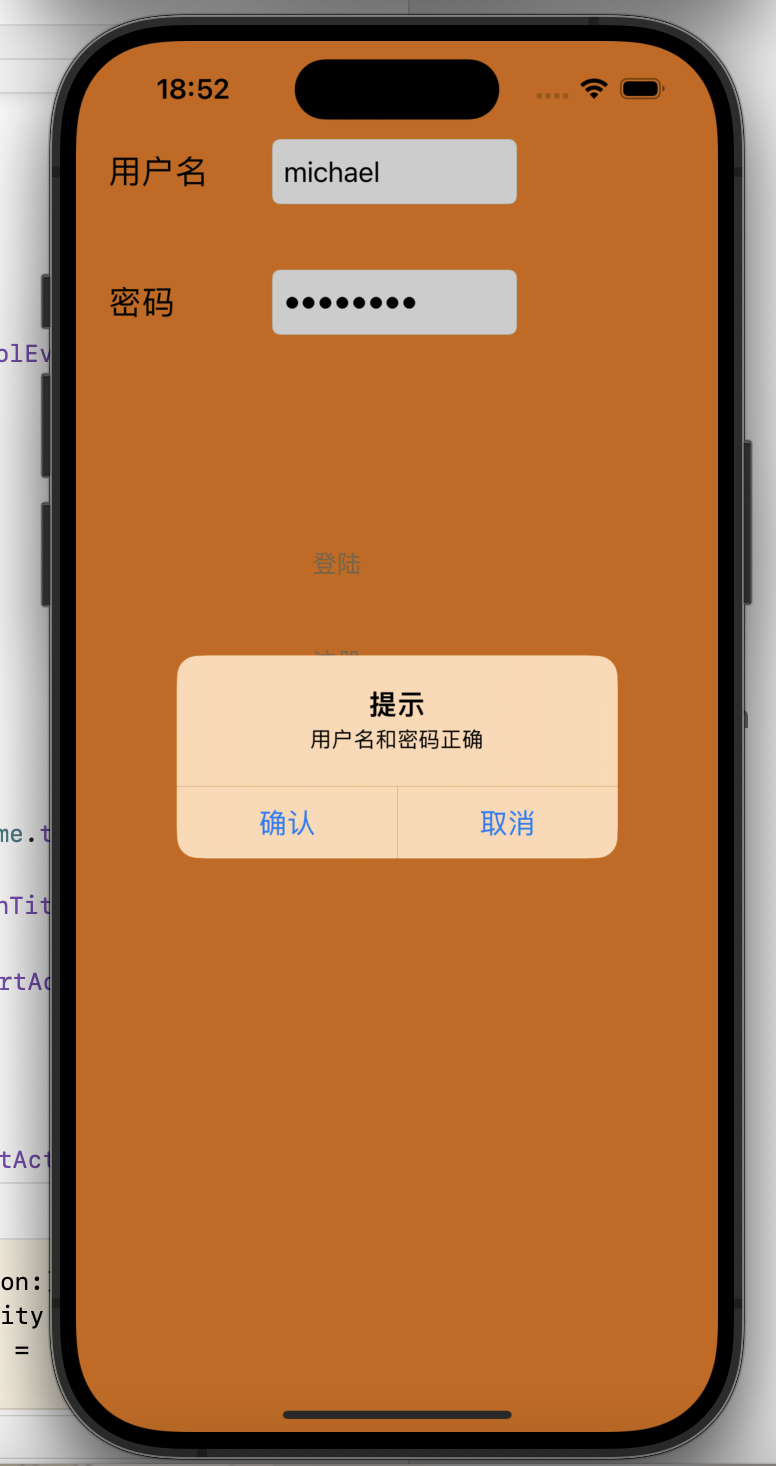 18:52
用户名
michael
密码
olEv
登陆
提示
用户名和密码正确
确认
取消
me.t
nTit
rtAc
tAct
on:
ity
=